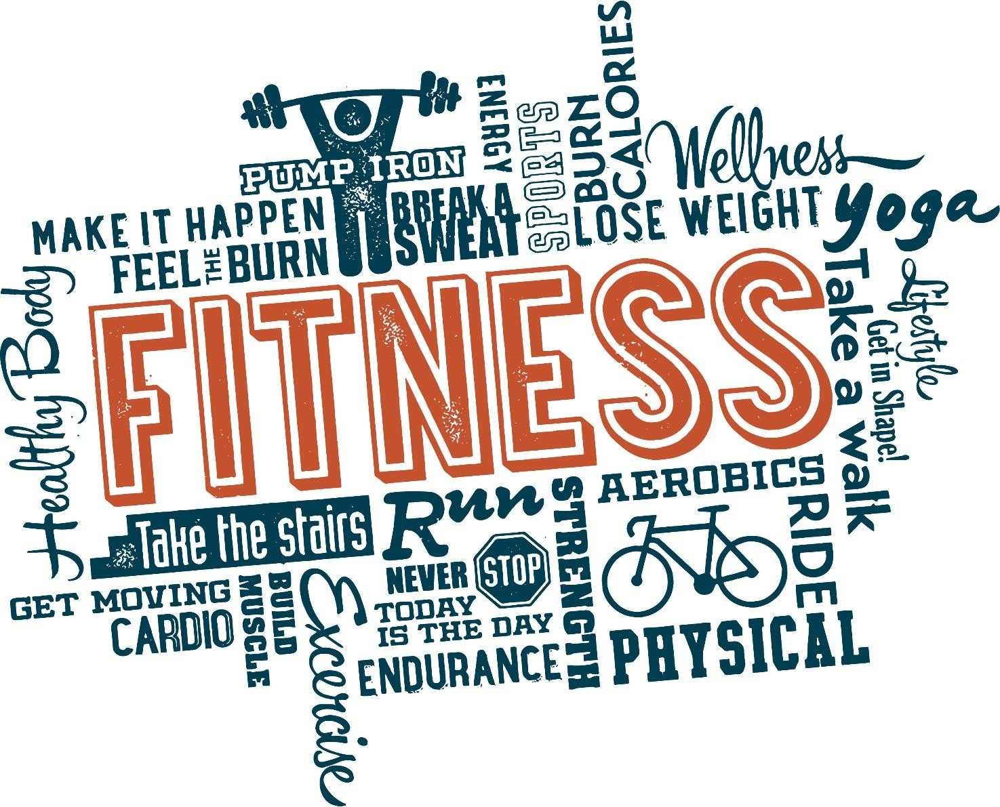 ENERGY
SPORTS
BURN
CALORIES
Wellness
PUMP IRON
MAKE IT HAPPEN
BREAK A
SWEAT
LOSE WEIGHT
Yoga
FEEL THE BURN
Healthy Body
FITNESS
Take a walk
Lifestyle
Get in Shape!
Take the stairs
Run
STRENGTH
AEROBICS
RIDE
NEVER STOP
GET MOVING
CARDIO
MUSCLE
BUILD
Excercise
TODAY
IS THE DAY
ENDURANCE
PHYSICAL